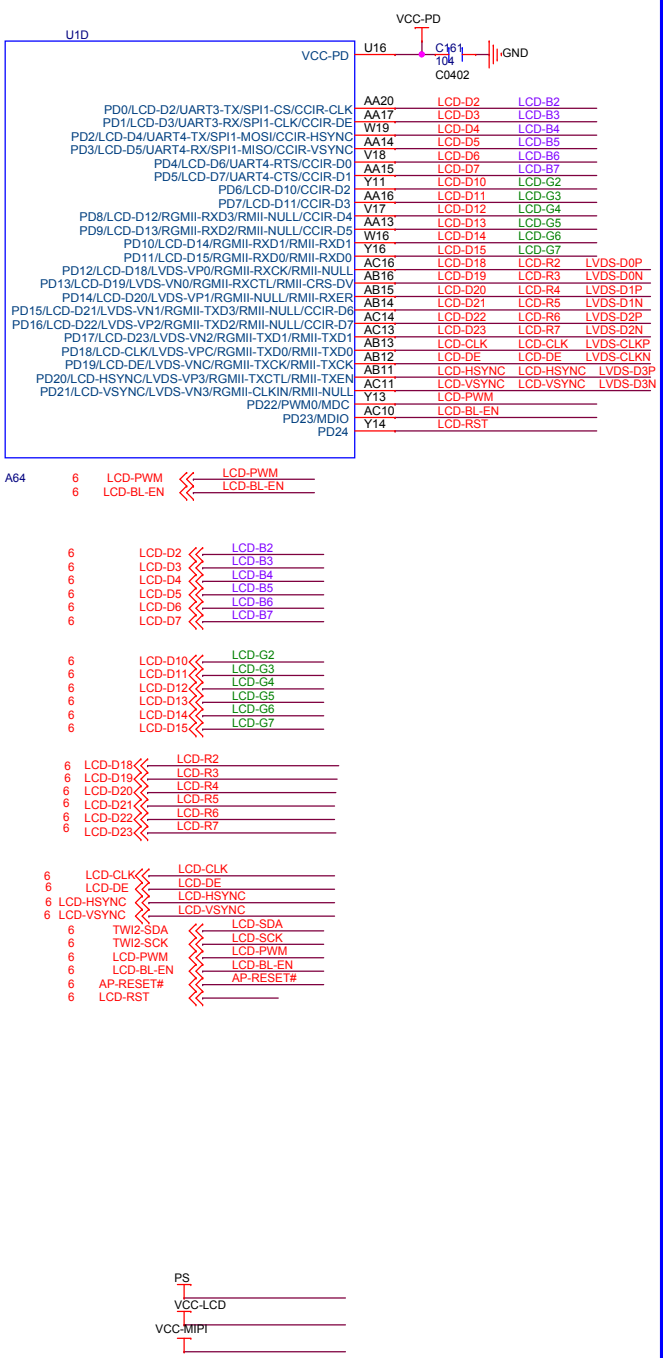 VCC-PD
U1D
VCC-PD U16 C161 GND
104
C0402
PD0/LCD-D2/UART3-TX/SPI1-CS/CCIR-CLK AA20 LCD-D2 LCD-B2
PD1/LCD-D3/UART3-RX/SPI1-CLK/CCIR-DE AA17 LCD-D3 LCD-B3
PD2/LCD-D4/UART4-TX/SPI1-MOSI/CCIR-HSYNC W19 LCD-D4 LCD-B4
PD3/LCD-D5/UART4-RX/SPI1-MISO/CCIR-VSYNC AA14 LCD-D5 LCD-B5
PD4/LCD-D6/UART4-RTS/CCIR-D0 V18 LCD-D6 LCD-B6
PD5/LCD-D7/UART4-CTS/CCIR-D1 AA15 LCD-D7 LCD-B7
PD6/LCD-D10/CCIR-D2 Y11 LCD-D10 LCD-G2
PD7/LCD-D11/CCIR-D3 AA16 LCD-D11 LCD-G3
PD8/LCD-D12/RGMII-RXD3/RMII-NULL/CCIR-D4 V17 LCD-D12 LCD-G4
PD9/LCD-D13/RGMII-RXD2/RMII-NULL/CCIR-D5 AA13 LCD-D13 LCD-G5
PD10/LCD-D14/RGMII-RXD1/RMII-RXD1 W16 LCD-D14 LCD-G6
PD11/LCD-D15/RGMII-RXD0/RMII-RXD0 Y16 LCD-D15 LCD-G7
PD12/LCD-D18/LVDS-VP0/RGMII-RXCK/RMII-NULL AC16 LCD-D18 LCD-R2 LVDS-D0P
PD13/LCD-D19/LVDS-VN0/RGMII-RXCTL/RMII-CRS-DV AB16 LCD-D19 LCD-R3 LVDS-D0N
PD14/LCD-D20/LVDS-VP1/RGMII-NULL/RMII-RXER AB15 LCD-D20 LCD-R4 LVDS-D1P
PD15/LCD-D21/LVDS-VN1/RGMII-TXD3/RMII-NULL/CCIR-D6 AB14 LCD-D21 LCD-R5 LVDS-D1N
PD16/LCD-D22/LVDS-VP2/RGMII-TXD2/RMII-NULL/CCIR-D7 AC14 LCD-D22 LCD-R6 LVDS-D2P
PD17/LCD-D23/LVDS-VN2/RGMII-TXD1/RMII-TXD1 AC13 LCD-D23 LCD-R7 LVDS-D2N
PD18/LCD-CLK/LVDS-VPC/RGMII-TXD0/RMII-TXD0 AB13 LCD-CLK LCD-CLK LVDS-CLKP
PD19/LCD-DE/LVDS-VNC/RGMII-TXCK/RMII-TXCK AB12 LCD-DE LCD-DE LVDS-CLKN
PD20/LCD-HSYNC/LVDS-VP3/RGMII-TXCTL/RMII-TXEN AB11 LCD-HSYNC LCD-HSYNC LVDS-D3P
PD21/LCD-VSYNC/LVDS-VN3/RGMII-CLKIN/RMII-NULL AC11 LCD-VSYNC LCD-VSYNC LVDS-D3N
PD22/PWM0/MDC Y13 LCD-PWM
PD23/MDIO AC10 LCD-BL-EN
PD24 Y14 LCD-RST
A64 6 LCD-PWM LCD-PWM
6 LCD-BL-EN LCD-BL-EN
6 LCD-D2 LCD-B2
6 LCD-D3 LCD-B3
6 LCD-D4 LCD-B4
6 LCD-D5 LCD-B5
6 LCD-D6 LCD-B6
6 LCD-D7 LCD-B7
6 LCD-D10 LCD-G2
6 LCD-D11 LCD-G3
6 LCD-D12 LCD-G4
6 LCD-D13 LCD-G5
6 LCD-D14 LCD-G6
6 LCD-D15 LCD-G7
6 LCD-D18 LCD-R2
6 LCD-D19 LCD-R3
6 LCD-D20 LCD-R4
6 LCD-D21 LCD-R5
6 LCD-D22 LCD-R6
6 LCD-D23 LCD-R7
6 LCD-CLK LCD-CLK
6 LCD-DE LCD-DE
6 LCD-HSYNC LCD-HSYNC
6 LCD-VSYNC LCD-VSYNC
6 TWI2-SDA LCD-SDA
6 TWI2-SCK LCD-SCK
6 LCD-PWM LCD-PWM
6 LCD-BL-EN LCD-BL-EN
6 AP-RESET# AP-RESET#
6 LCD-RST
PS
VCC-LCD
VCC-MIPI